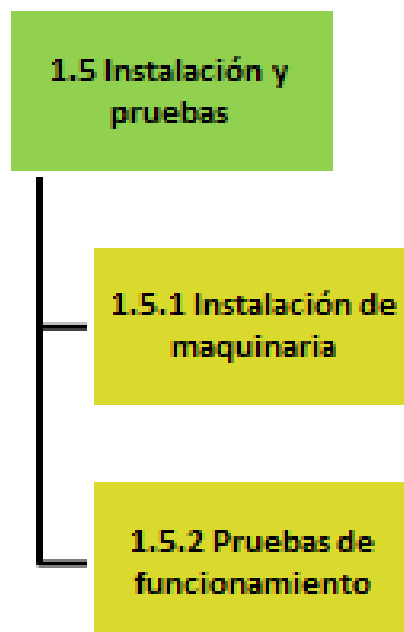 1.5 Instalación y
pruebas
1.5.1 Instalación de
maquinaria
1.5.2 Pruebas de
funcionamiento